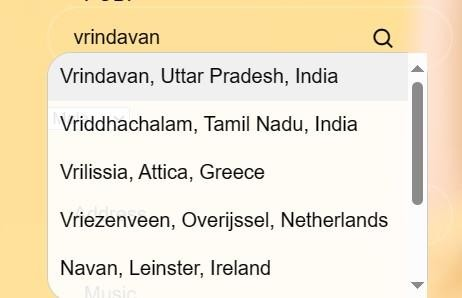 vrindavan
Vrindavan, Uttar Pradesh, India
Vriddhachalam, Tamil Nadu, India
Vrilissia, Attica, Greece
Address
Vriezenveen, Overijssel, Netherlands
Navan, Leinster, Ireland
Music